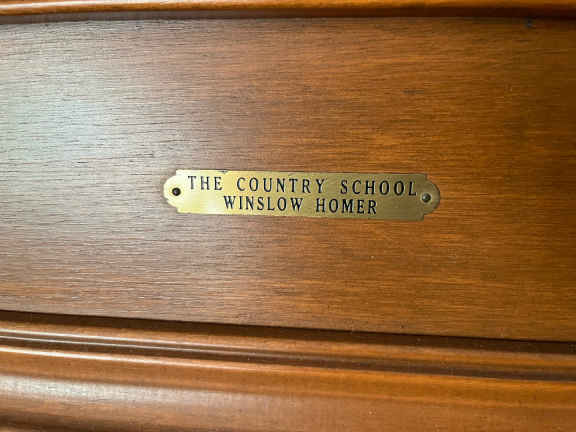 THE COUNTRY SCHOOL
WINSLOW HOMER